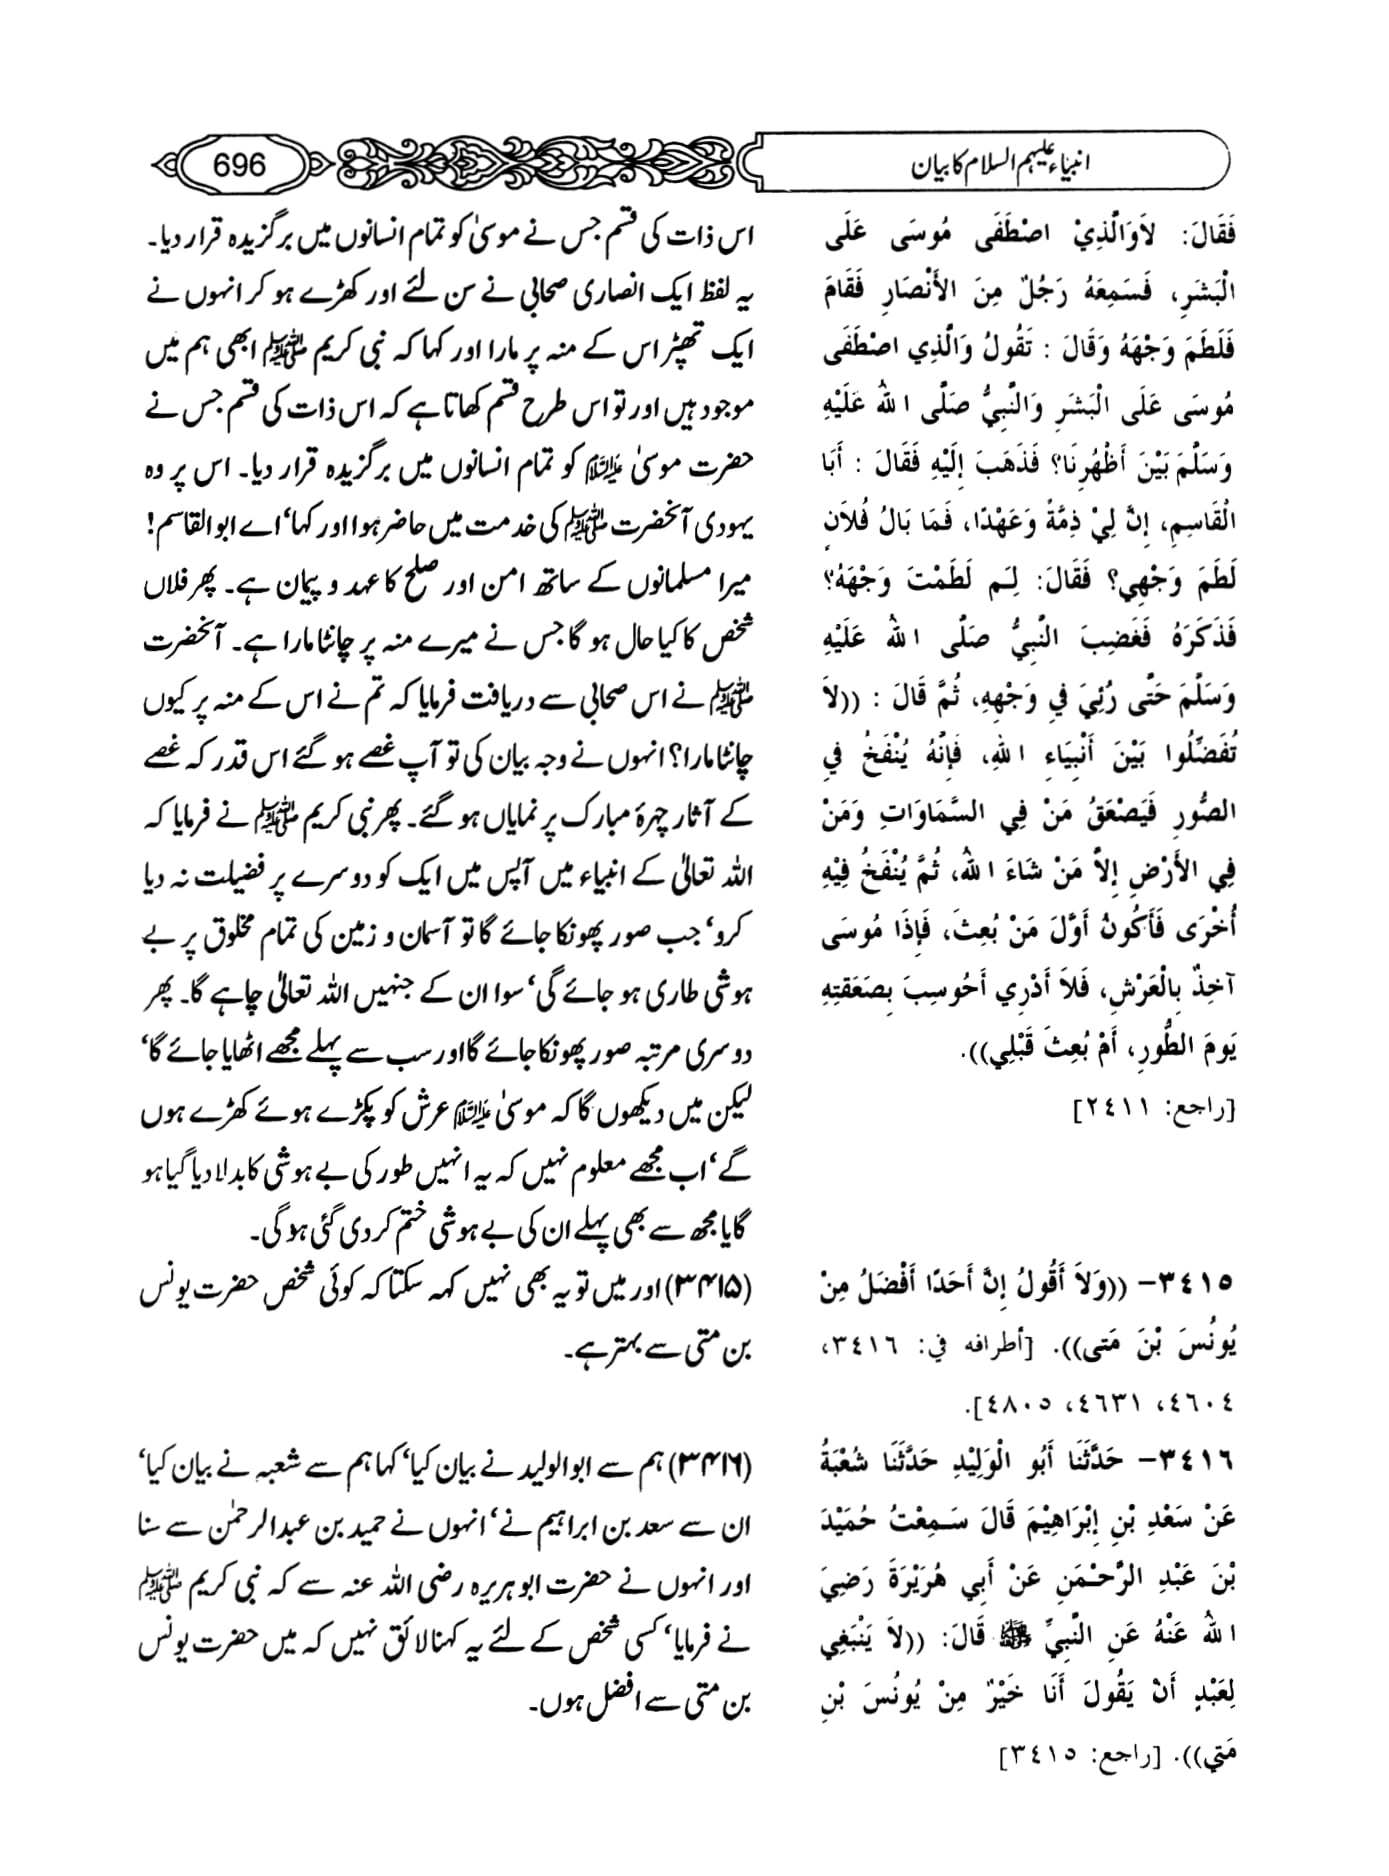 انبیاء علیہم السلام کا بیان
696
فَقَالَ: لاَوَالَّذِيْ اصْطَفَى مُوسَى عَلَى
الْبَشَرِ، فَسَمِعَهُ رَجُلٌ مِنَ الأَنْصَارِ فَقَامَ
فَلَطَمَ وَجْهَهُ وَقَالَ : تَقُولُ وَالَّذِي اصْطَفَى
مُوسَى عَلَى الْبَشَرِ وَالنَّبِيُّ صَلَّى اللهُ عَلَيْهِ
وَسَلَّمَ بَيْنَ أَظْهُرِنَا؟ فَذَهَبَ إِلَيْهِ فَقَالَ : أَبَا
الْقَاسِمِ، إِنَّ لِيْ ذِمَّةً وَعَهْدًا، فَمَا بَالُ فُلاَنٍ
لَطَمَ وَجْهِي؟ فَقَالَ: لِمَ لَطَمْتَ وَجْهَهُ؟
فَذَكَرَهُ فَغَضِبَ النَّبِيُّ صَلَّى اللهُ عَلَيْهِ
وَسَلَّمَ حَتَّى رُئِيَ فِي وَجْهِهِ، ثُمَّ قَالَ : ((لاَ
تُفَضِّلُوا بَيْنَ أَنْبِيَاءِ اللهِ، فَإِنَّهُ يُنْفَخُ فِي
الصُّورِ فَيَصْعَقُ مَنْ فِي السَّمَاوَاتِ وَمَنْ
فِي الأَرْضِ إِلاَّ مَنْ شَاءَ اللهُ، ثُمَّ يُنْفَخُ فِيْهِ
أُخْرَى فَأَكُونُ أَوَّلَ مَنْ بُعِثَ، فَإِذَا مُوسَى
آخِذٌ بِالْعَرْشِ، فَلاَ أَدْرِي أَحُوسِبَ بِصَعَقْتِهِ
يَومَ الطُّورِ، أَمْ بُعِثَ قَبْلِي)).
[راجع: ٢٤١١]
٣٤١٥- ((وَلاَ أَقُولُ إِنَّ أَحَدًا أَفْضَلُ مِنْ
يُونُسَ بْنَ مَتى)). [أطرافه في: ٣٤١٦،
٤٦٠٤، ٤٦٣١، ٤٨٠٥].
٣٤١٦- حَدَّثَنَا أَبُو الْوَلِيْدِ حَدَّثَنَا شُعْبَةُ
عَنْ سَعْدِ بْنِ إِبْرَاهِيْمَ قَالَ سَمِعْتُ حُمَيْدَ
بْنَ عَبْدِ الرَّحْمَنِ عَنْ أَبِي هُرَيْرَةَ رَضِيَ
اللهُ عَنْهُ عَنِ النَّبِيِّ ﷺ قَالَ: ((لاَ يَنْبَغِي
لِعَبْدٍ أَنْ يَقُولَ أَنَا خَيْرٌ مِنْ يُونُسَ بْنِ
مَتي)). [راجع: ٣٤١٥]
اس ذات کی قسم جس نے موسیٰ کو تمام انسانوں میں برگزیدہ قرار دیا۔
یہ لفظ ایک انصاری صحابی نے سن لئے اور کھڑے ہو کر انہوں نے
ایک تھپڑ اس کے منہ پر مارا اور کہا کہ نبی کریم ﷺ ابھی ہم میں
موجود ہیں اور تو اس طرح قسم کھاتا ہے کہ اس ذات کی قسم جس نے
حضرت موسیٰ علیہ السلام کو تمام انسانوں میں برگزیدہ قرار دیا۔ اس پر وہ
یہودی آنحضرت ﷺ کی خدمت میں حاضر ہوا اور کہا‘ اے ابوالقاسم!
میرا مسلمانوں کے ساتھ امن اور صلح کا عہد و پیمان ہے۔ پھر فلاں
شخص کا کیا حال ہو گا جس نے میرے منہ پر چانٹا مارا ہے۔ آنحضرت
ﷺ نے اس صحابی سے دریافت فرمایا کہ تم نے اس کے منہ پر کیوں
چانٹا مارا؟ انہوں نے وجہ بیان کی تو آپ غصے ہو گئے اس قدر کہ غصے
کے آثار چہرۂ مبارک پر نمایاں ہو گئے۔ پھر نبی کریم ﷺ نے فرمایا کہ
اللہ تعالیٰ کے انبیاء میں آپس میں ایک کو دوسرے پر فضیلت نہ دیا
کرو‘ جب صور پھونکا جائے گا تو آسمان و زمین کی تمام مخلوق پر بے
ہوشی طاری ہو جائے گی‘ سوا ان کے جنہیں اللہ تعالیٰ چاہے گا۔ پھر
دوسری مرتبہ صور پھونکا جائے گا اور سب سے پہلے مجھے اٹھایا جائے گا‘
لیکن میں دیکھوں گا کہ موسیٰ علیہ السلام عرش کو پکڑے ہوئے کھڑے ہوں
گے‘ اب مجھے معلوم نہیں کہ یہ انہیں طور کی بے ہوشی کا بدلا دیا گیا ہو
گا یا مجھ سے بھی پہلے ان کی بے ہوشی ختم کر دی گئی ہو گی۔
(۳۴۱۵) اور میں تو یہ بھی نہیں کہہ سکتا کہ کوئی شخص حضرت یونس
بن متی سے بہتر ہے۔
(۳۴۱۶) ہم سے ابوالولید نے بیان کیا‘ کہا ہم سے شعبہ نے بیان کیا‘
ان سے سعد بن ابراہیم نے‘ انہوں نے حمید بن عبدالرحمٰن سے سنا
اور انہوں نے حضرت ابو ہریرہ رضی اللہ عنہ سے کہ نبی کریم ﷺ
نے فرمایا‘ کسی شخص کے لئے یہ کہنا لائق نہیں کہ میں حضرت یونس
بن متی سے افضل ہوں۔